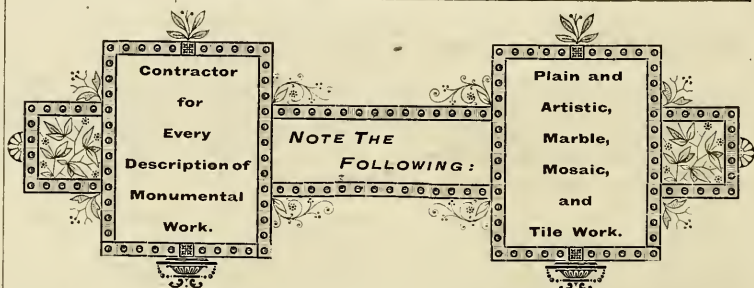 Contractor
for
Every
Description of
Monumental
Work.
NOTE THE
FOLLOWING:
Plain and
Artistic,
Marble,
Mosaic,
and
Tile Work.